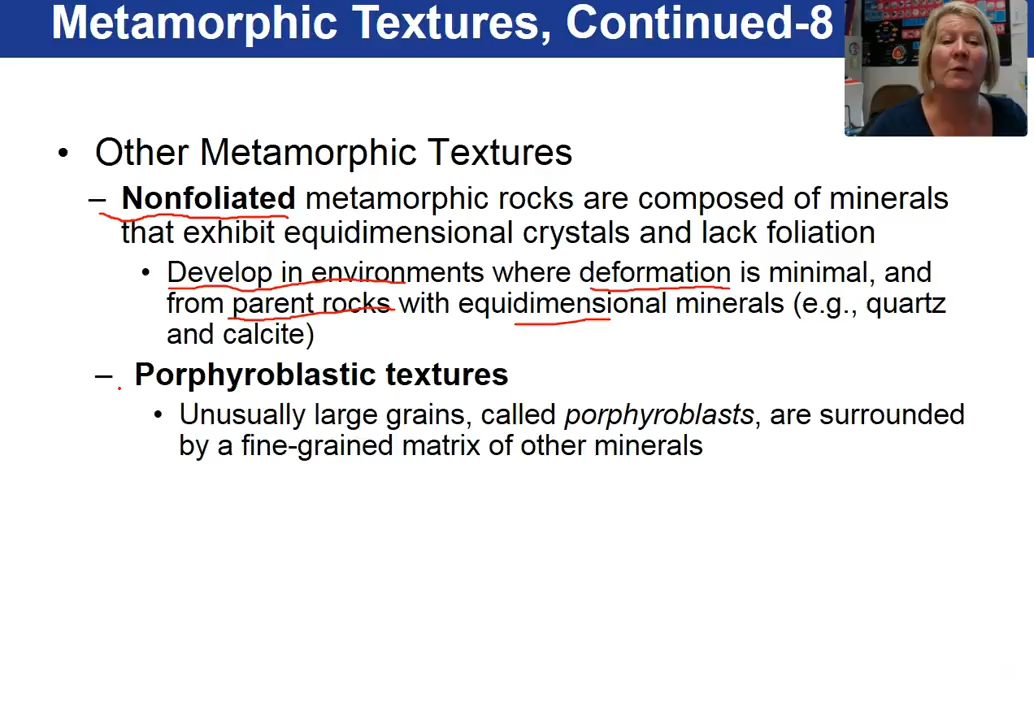 Metamorphic Textures, Continued-8
• Other Metamorphic Textures
– Nonfoliated metamorphic rocks are composed of minerals
that exhibit equidimensional crystals and lack foliation
• Develop in environments where deformation is minimal, and
from parent rocks with equidimensional minerals (e.g., quartz
and calcite)
– Porphyroblastic textures
• Unusually large grains, called porphyroblasts, are surrounded
by a fine-grained matrix of other minerals